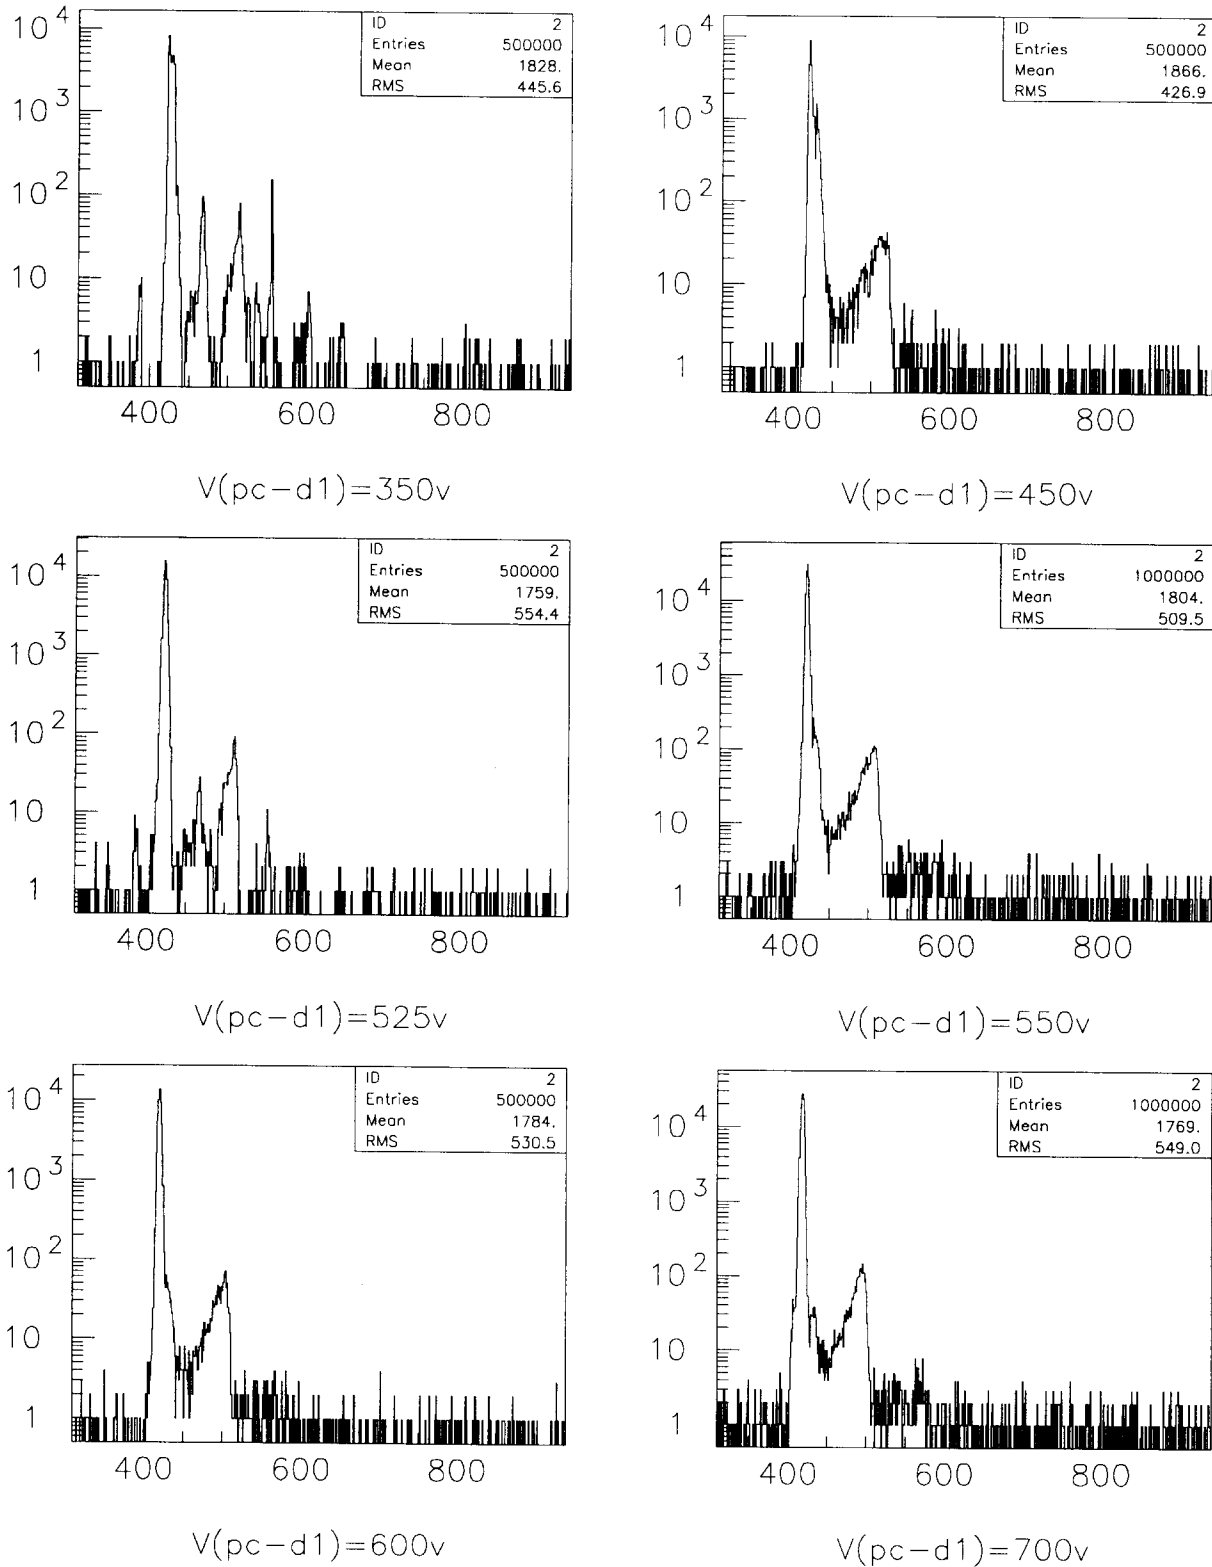 ID 2
Entries 500000
Mean 1828.
RMS 445.6
10^4
10^3
10^2
10
1
400 600 800
V(pc-d1)=350v
ID 2
Entries 500000
Mean 1866.
RMS 426.9
10^4
10^3
10^2
10
1
400 600 800
V(pc-d1)=450v
ID 2
Entries 500000
Mean 1759.
RMS 554.4
10^4
10^3
10^2
10
1
400 600 800
V(pc-d1)=525v
ID 2
Entries 1000000
Mean 1804.
RMS 509.5
10^4
10^3
10^2
10
1
400 600 800
V(pc-d1)=550v
ID 2
Entries 500000
Mean 1784.
RMS 530.5
10^4
10^3
10^2
10
1
400 600 800
V(pc-d1)=600v
ID 2
Entries 1000000
Mean 1769.
RMS 549.0
10^4
10^3
10^2
10
1
400 600 800
V(pc-d1)=700v